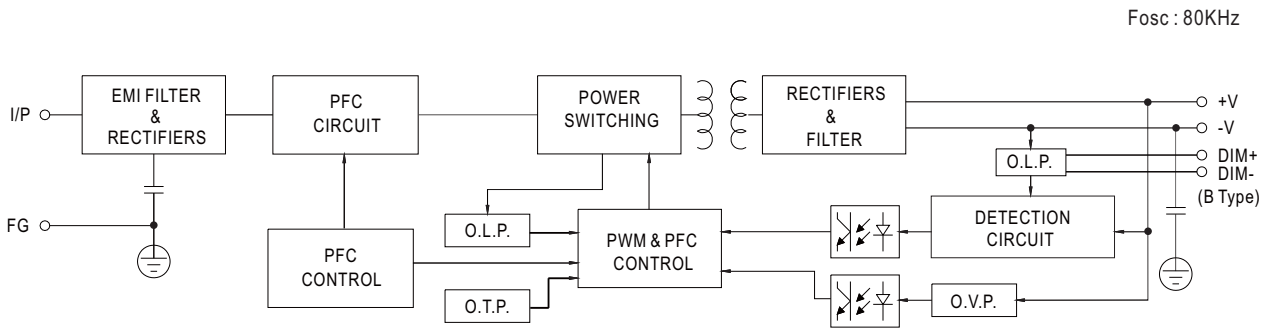 Fosc : 80KHz
I/P
EMI FILTER
&
RECTIFIERS
PFC
CIRCUIT
POWER
SWITCHING
RECTIFIERS
&
FILTER
+V
-V
DIM+
DIM-
(B Type)
O.L.P.
FG
PFC
CONTROL
O.L.P.
O.T.P.
PWM & PFC
CONTROL
DETECTION
CIRCUIT
O.V.P.